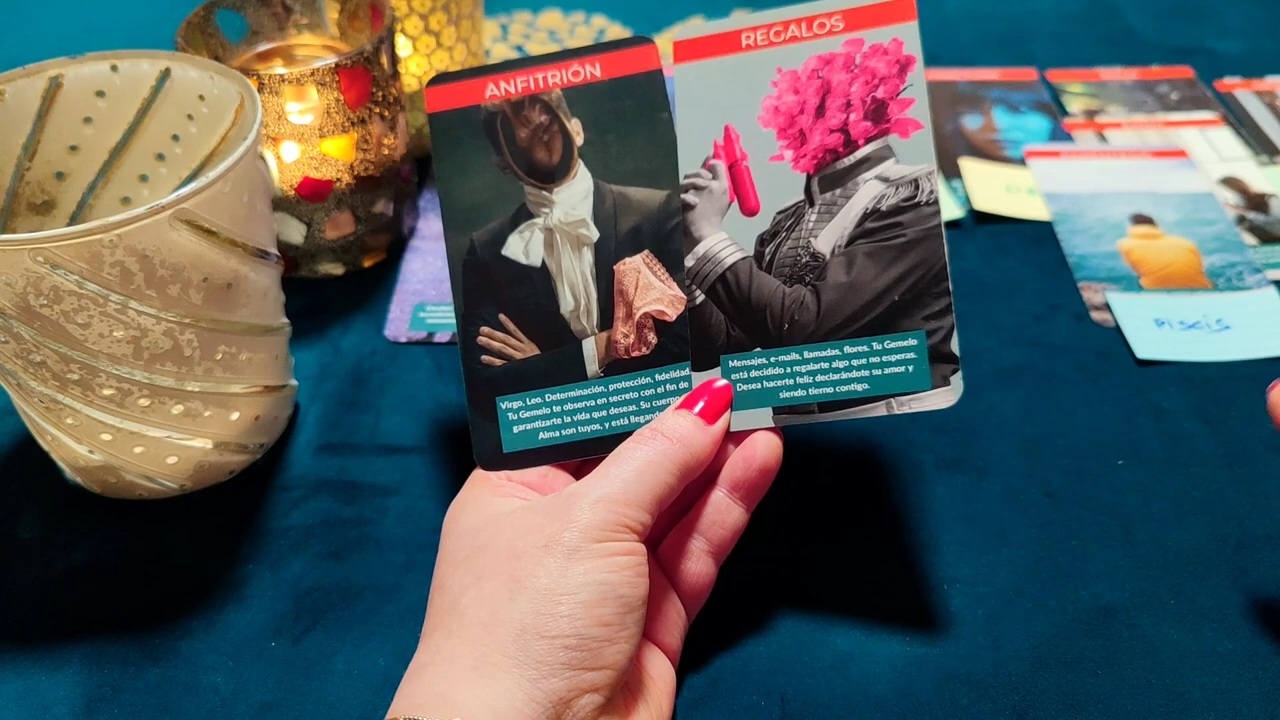 ANFITRIÓN
Virgo, Leo. Determinación, protección, fidelidad.
Tu Gemelo te observa en secreto con el fin de
garantizarte la vida que deseas. Su cuerpo
Alma son tuyos, y está
REGALOS
Mensajes, e-mails, llamadas, flores. Tu Gemelo
está decidido a regalarte algo que no esperas.
Desea hacerte feliz declarándote su amor y
siendo tierno contigo.
PISCIS